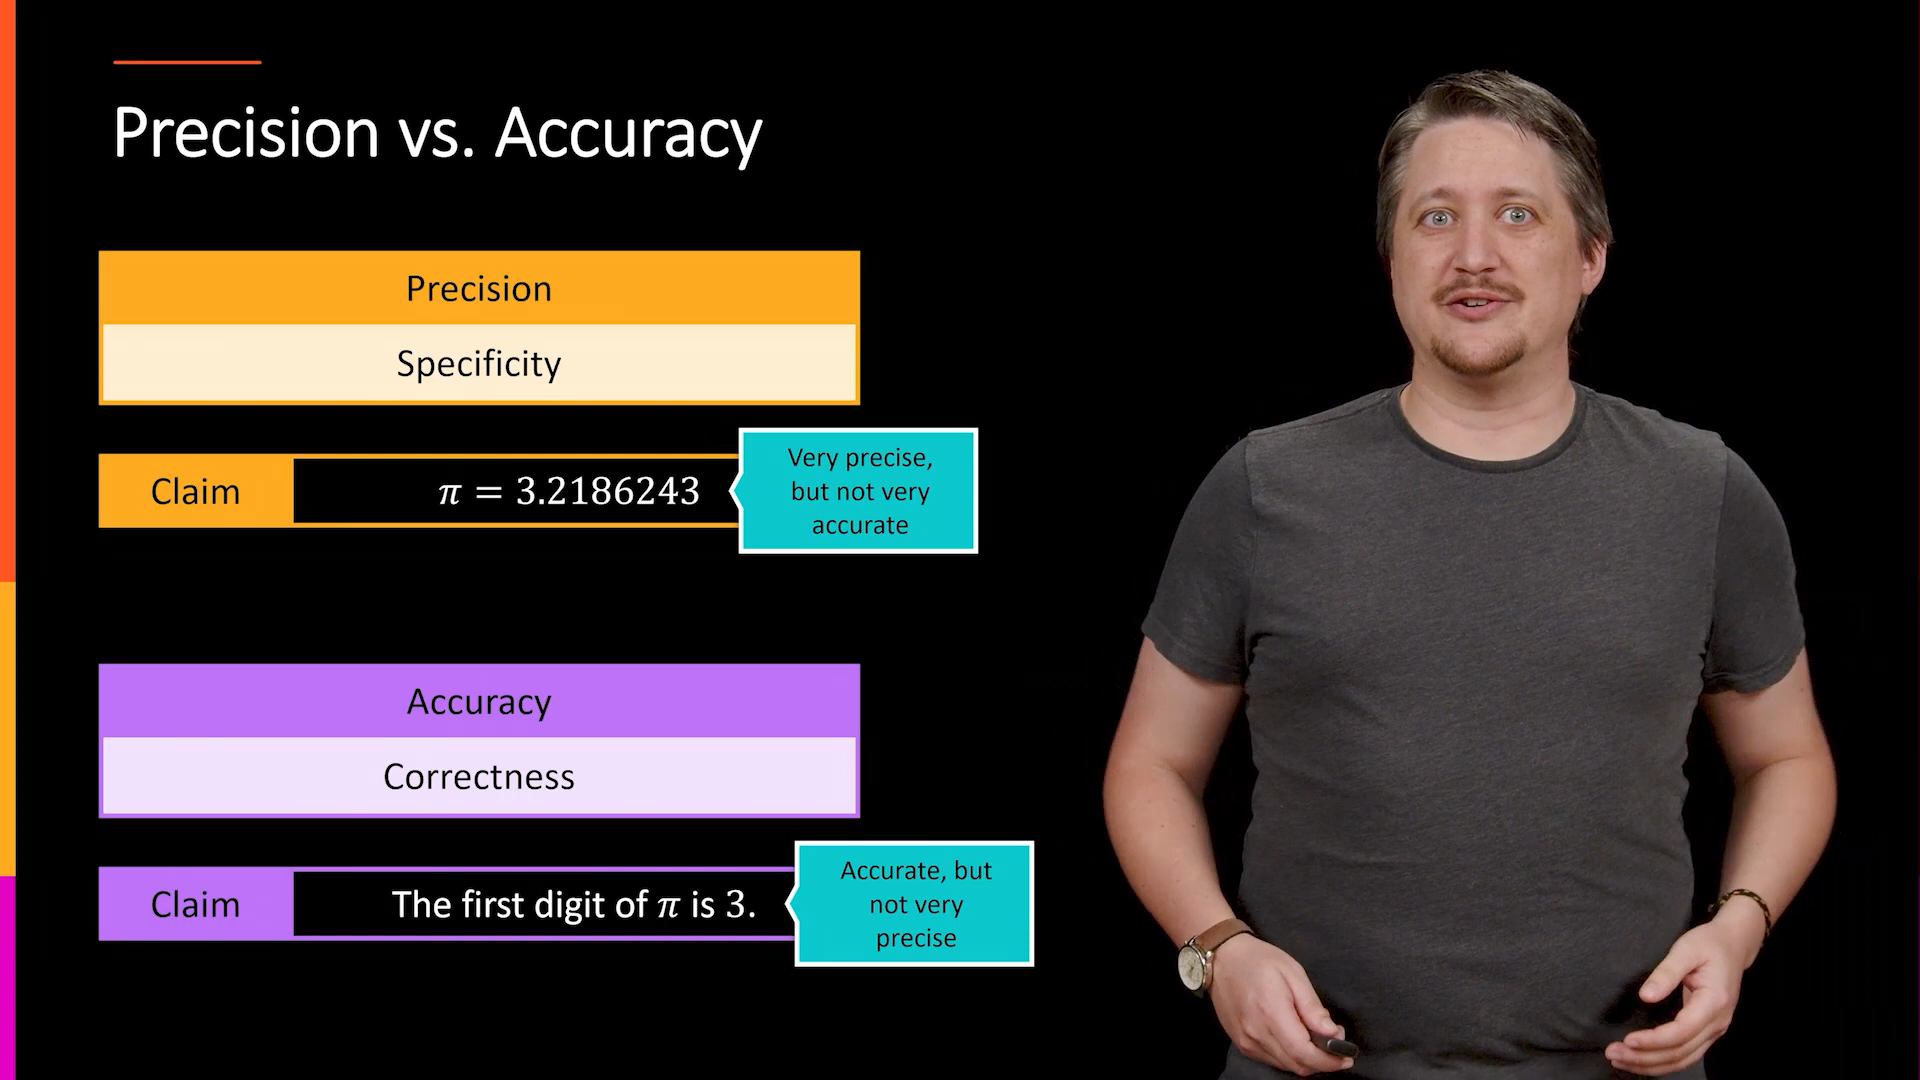 Precision vs. Accuracy
Precision
Specificity
Claim
π = 3.2186243
Very precise,
but not very
accurate
Accuracy
Correctness
Claim
The first digit of π is 3.
Accurate, but
not very
precise